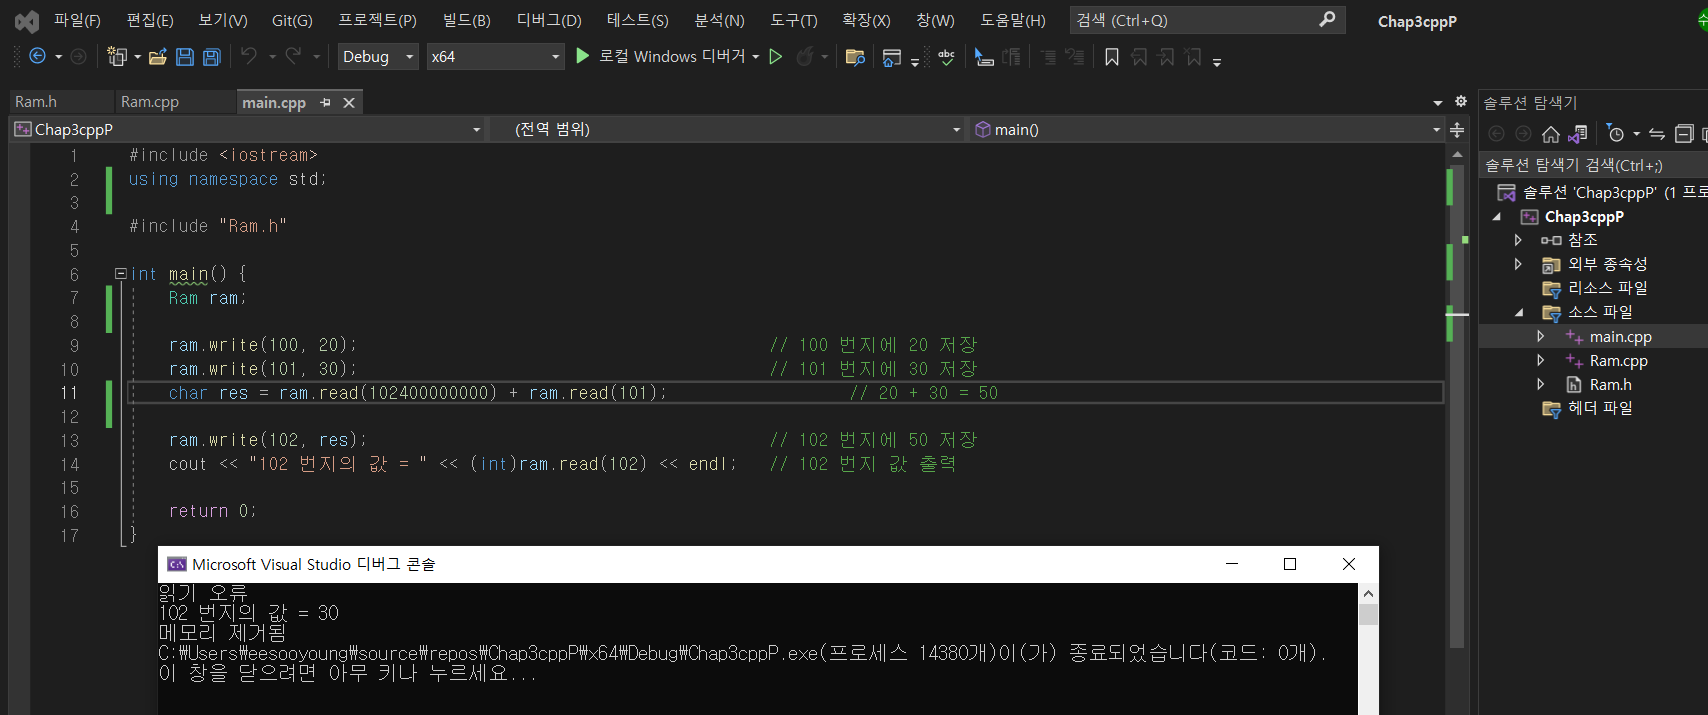 파일(F) 편집(E) 보기(V) Git(G) 프로젝트(P) 빌드(B) 디버그(D) 테스트(S) 분석(N) 도구(T) 확장(X) 창(W) 도움말(H) 검색 (Ctrl+Q) Chap3cppP
Debug x64 로컬 Windows 디버거 abc
Ram.h Ram.cpp main.cpp
Chap3cppP (전역 범위) main()
1 #include <iostream>
2 using namespace std;
3
4 #include "Ram.h"
5
6 int main() {
7 Ram ram;
8
9 ram.write(100, 20); // 100 번지에 20 저장
10 ram.write(101, 30); // 101 번지에 30 저장
11 char res = ram.read(102400000000) + ram.read(101); // 20 + 30 = 50
12
13 ram.write(102, res); // 102 번지에 50 저장
14 cout << "102 번지의 값 = " << (int)ram.read(102) << endl; // 102 번지 값 출력
15
16 return 0;
17 }
솔루션 탐색기
솔루션 탐색기 검색(Ctrl+;)
솔루션 'Chap3cppP' (1 프로
Chap3cppP
참조
외부 종속성
리소스 파일
소스 파일
main.cpp
Ram.cpp
Ram.h
헤더 파일
Microsoft Visual Studio 디버그 콘솔
읽기 오류
102 번지의 값 = 30
메모리 제거됨
C:\Users\eesooyoung\source\repos\Chap3cppP\x64\Debug\Chap3cppP.exe(프로세스 14380개)이(가) 종료되었습니다(코드: 0개).
이 창을 닫으려면 아무 키나 누르세요...